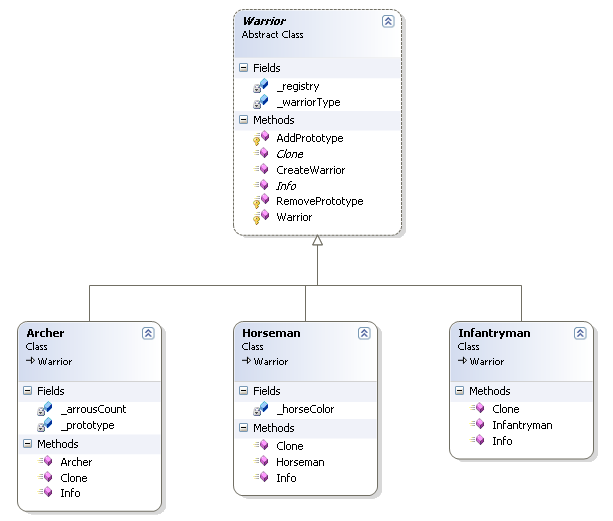 Warrior
Abstract Class
Fields
_registry
_warriorType
Methods
AddPrototype
Clone
CreateWarrior
Info
RemovePrototype
Warrior
Archer
Class
Warrior
Fields
_arrousCount
_prototype
Methods
Archer
Clone
Info
Horseman
Class
Warrior
Fields
_horseColor
Methods
Clone
Horseman
Info
Infantryman
Class
Warrior
Methods
Clone
Infantryman
Info